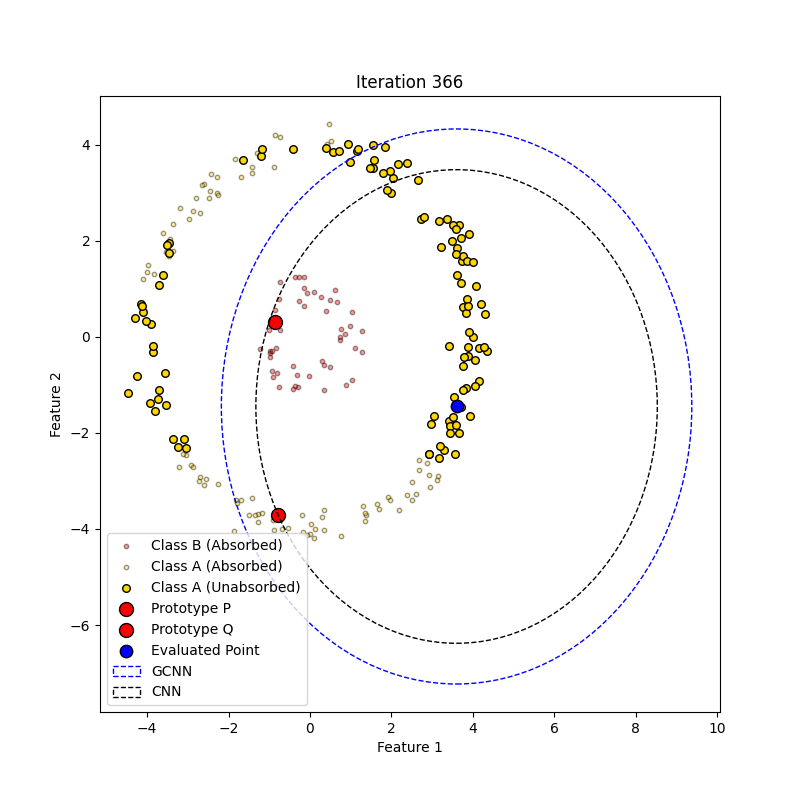 Iteration 366
Feature 2
4
2
0
−2
−4
−6
Class B (Absorbed)
Class A (Absorbed)
Class A (Unabsorbed)
Prototype P
Prototype Q
Evaluated Point
GCNN
CNN
−4 −2 0 2 4 6 8 10
Feature 1